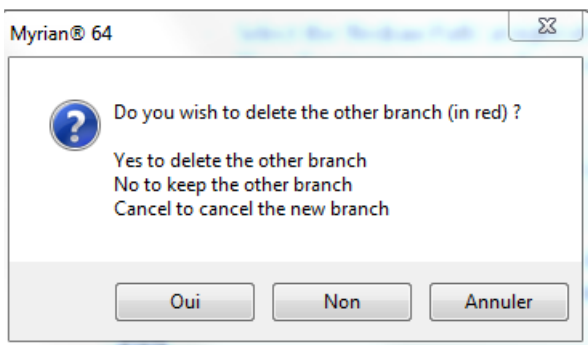 Myrian® 64
Do you wish to delete the other branch (in red) ?
Yes to delete the other branch
No to keep the other branch
Cancel to cancel the new branch
Oui
Non
Annuler